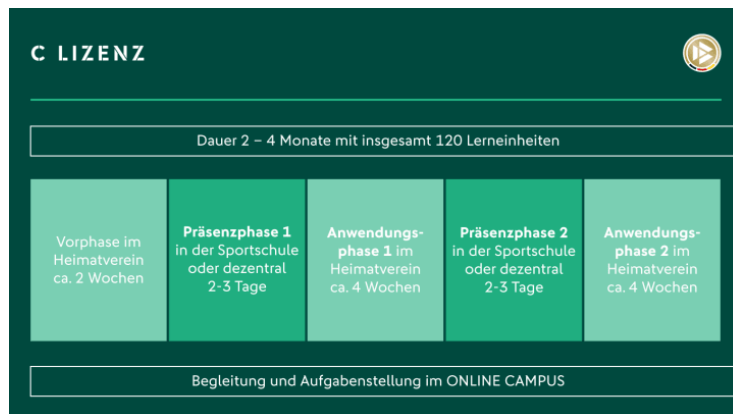 C LIZENZ
Dauer 2 – 4 Monate mit insgesamt 120 Lerneinheiten
Vorphase im
Heimatverein
ca. 2 Wochen
Präsenzphase 1
in der Sportschule
oder dezentral
2-3 Tage
Anwendungs-
phase 1 im
Heimatverein
ca. 4 Wochen
Präsenzphase 2
in der Sportschule
oder dezentral
2-3 Tage
Anwendungs-
phase 2 im
Heimatverein
ca. 4 Wochen
Begleitung und Aufgabenstellung im ONLINE CAMPUS